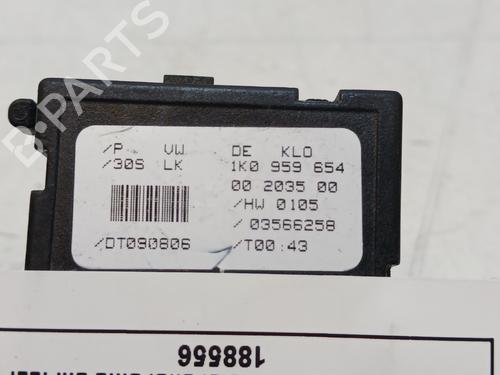 B-PARTS
/P VW DE KLO
/30S LK 1K0 959 654
00 2035 00
/HW 0105
/03566258
/DT090806 /T00:43
188556